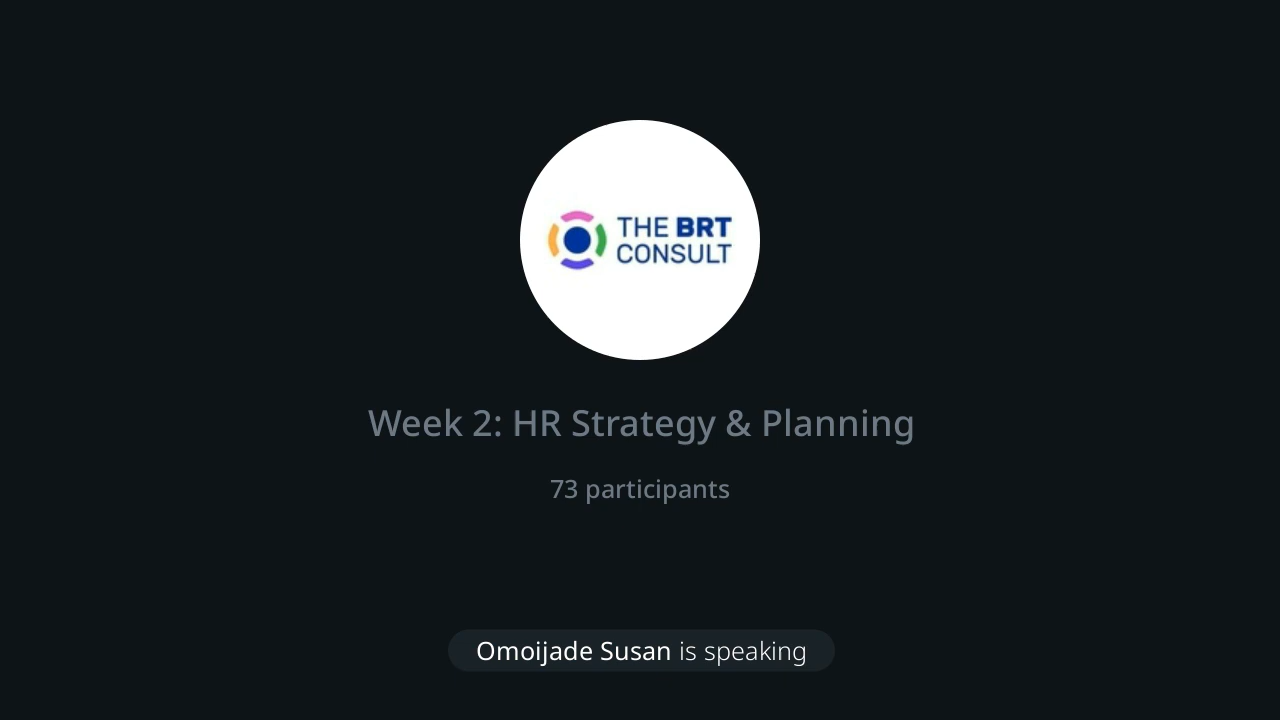 THE BRT
CONSULT
Week 2: HR Strategy & Planning
73 participants
Omoijade Susan is speaking